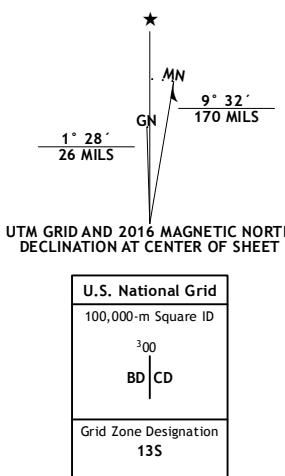 ★
MN
GN
9° 32´
170 MILS
1° 28´
26 MILS
UTM GRID AND 2016 MAGNETIC NORTH
DECLINATION AT CENTER OF SHEET
U.S. National Grid
100,000-m Square ID
³00
BD CD
Grid Zone Designation
13S